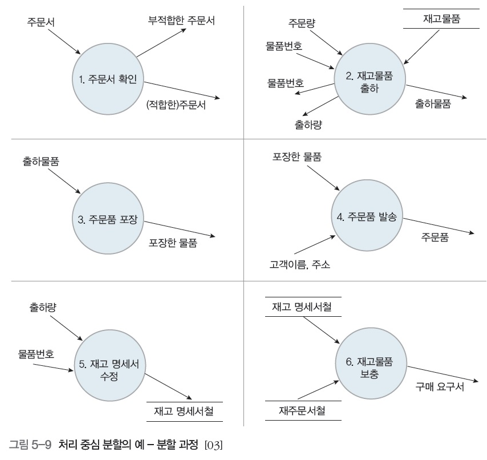 주문서
부적합한 주문서
1. 주문서 확인
(적합한)주문서
주문량
재고물품
물품번호
물품번호
2. 재고물품
출하
출하물품
출하량
출하물품
3. 주문품 포장
포장한 물품
포장한 물품
4. 주문품 발송
주문품
고객이름, 주소
출하량
물품번호
5. 재고 명세서
수정
재고 명세서철
재고 명세서철
6. 재고물품
보충
구매 요구서
재주문서철
그림 5-9 처리 중심 분할의 예 – 분할 과정 [03]